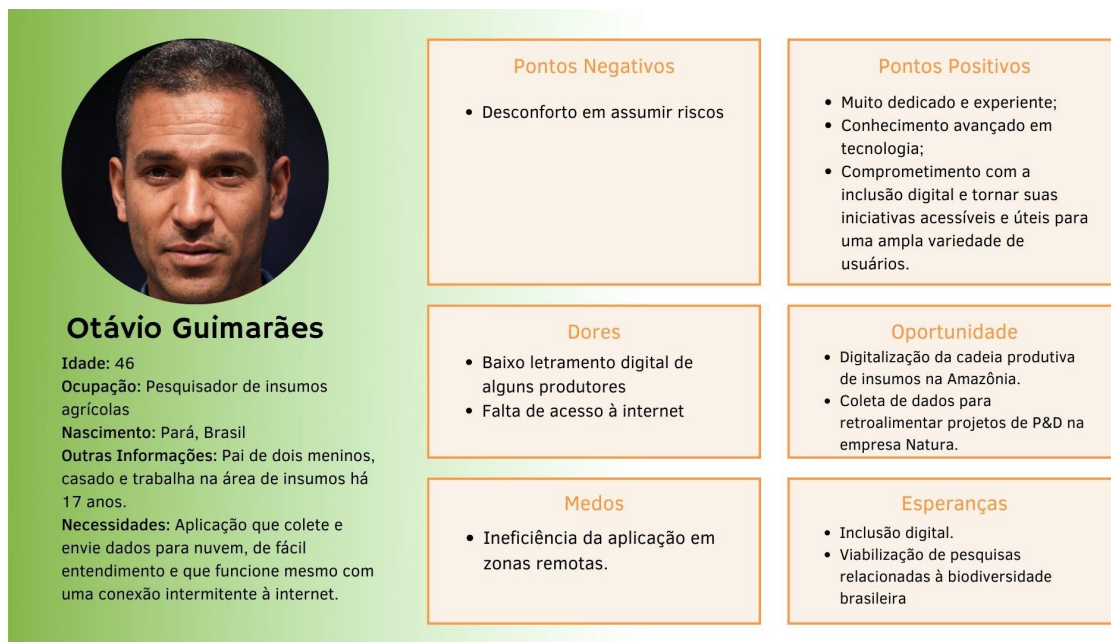 Otávio Guimarães
Idade: 46
Ocupação: Pesquisador de insumos
agrícolas
Nascimento: Pará, Brasil
Outras Informações: Pai de dois meninos,
casado e trabalha na área de insumos há
17 anos.
Necessidades: Aplicação que colete e
envie dados para nuvem, de fácil
entendimento e que funcione mesmo com
uma conexão intermitente à internet.
Pontos Negativos
• Desconforto em assumir riscos
Pontos Positivos
• Muito dedicado e experiente;
• Conhecimento avançado em
tecnologia;
• Comprometimento com a
inclusão digital e tornar suas
iniciativas acessíveis e úteis para
uma ampla variedade de
usuários.
Dores
• Baixo letramento digital de
alguns produtores
• Falta de acesso à internet
Oportunidade
• Digitalização da cadeia produtiva
de insumos na Amazônia.
• Coleta de dados para
retroalimentar projetos de P&D na
empresa Natura.
Medos
• Ineficiência da aplicação em
zonas remotas.
Esperanças
• Inclusão digital.
• Viabilização de pesquisas
relacionadas à biodiversidade
brasileira